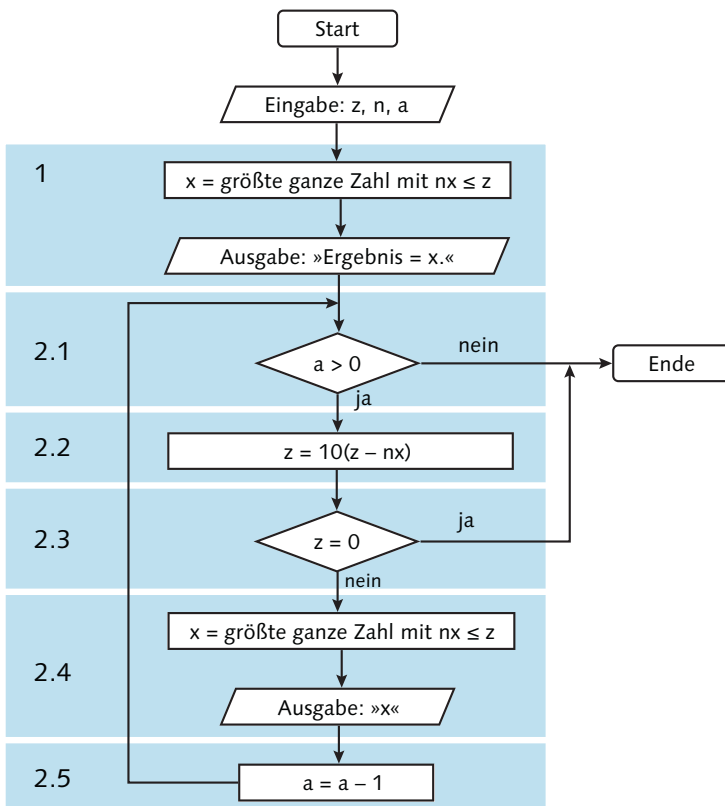 Start
Eingabe: z, n, a
1
x = größte ganze Zahl mit nx ≤ z
Ausgabe: »Ergebnis = x.«
2.1
a > 0
nein
Ende
ja
2.2
z = 10(z – nx)
2.3
z = 0
ja
nein
x = größte ganze Zahl mit nx ≤ z
2.4
Ausgabe: »x«
2.5
a = a – 1